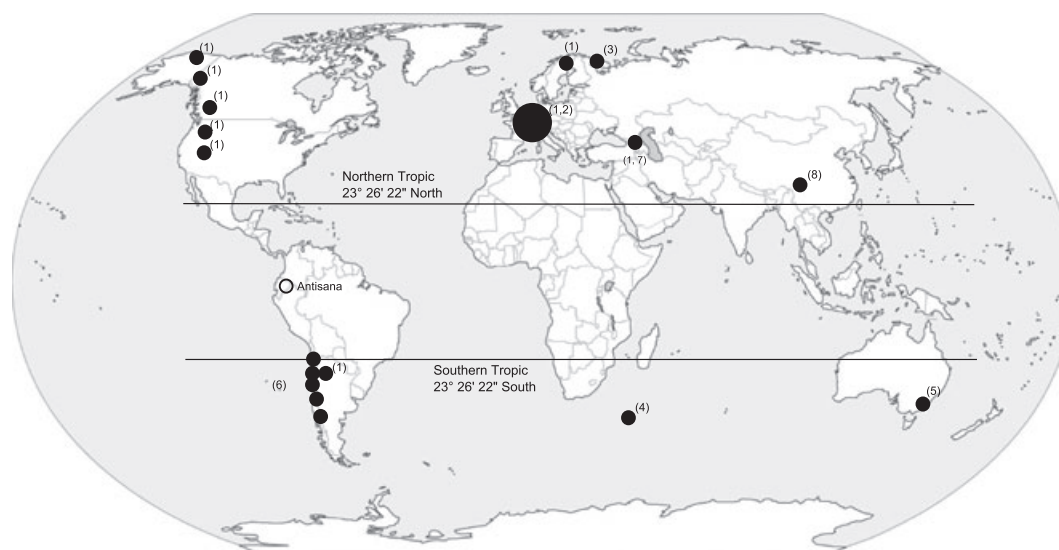 (1)
(1)
(3)
(1)
(1)
(1,2)
(1)
(1)
(1, 7)
(8)
Northern Tropic
23° 26' 22" North
Antisana
(1)
Southern Tropic
23° 26' 22" South
(6)
(5)
(4)